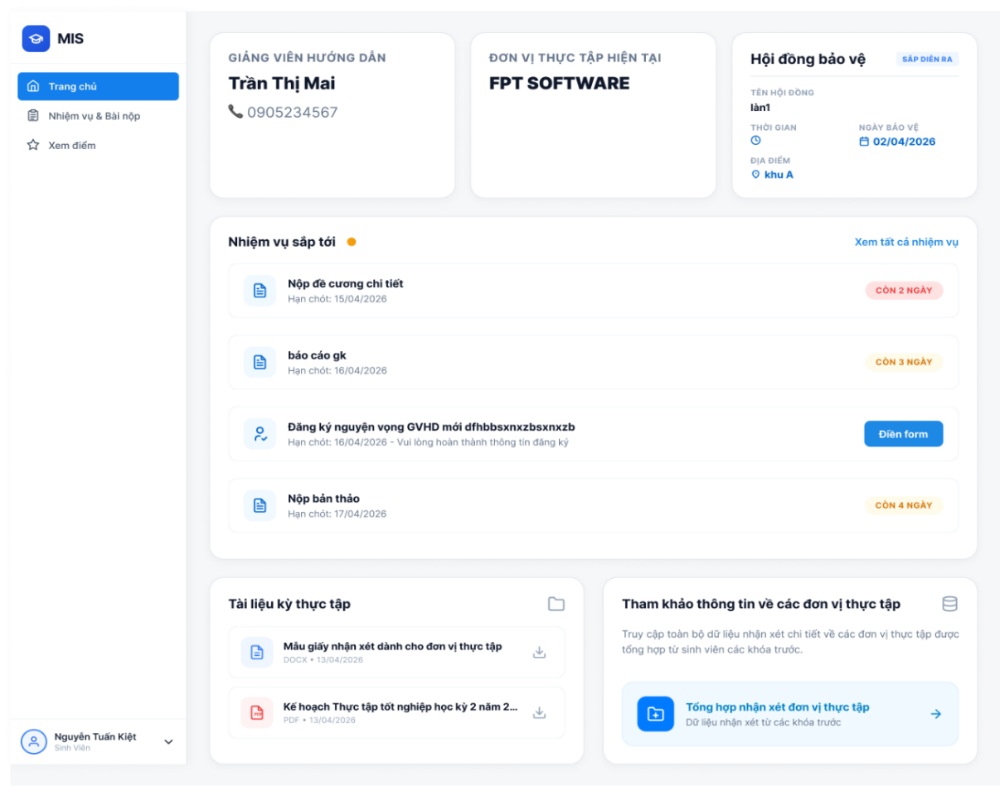 MIS
Trang chủ
Nhiệm vụ & Bài nộp
Xem điểm
GIẢNG VIÊN HƯỚNG DẪN
Trần Thị Mai
0905234567
ĐƠN VỊ THỰC TẬP HIỆN TẠI
FPT SOFTWARE
Hội đồng bảo vệ
SẮP DIỄN RA
TÊN HỘI ĐỒNG
làn1
THỜI GIAN
NGÀY BẢO VỆ
02/04/2026
ĐỊA ĐIỂM
khu A
Nhiệm vụ sắp tới
Xem tất cả nhiệm vụ
Nộp đề cương chi tiết
Hạn chót: 15/04/2026
CÒN 2 NGÀY
báo cáo gk
Hạn chót: 16/04/2026
CÒN 3 NGÀY
Đăng ký nguyện vọng GVHD mới dfhbbsxnxzbsxnxzb
Hạn chót: 16/04/2026 - Vui lòng hoàn thành thông tin đăng ký
Điền form
Nộp bản thảo
Hạn chót: 17/04/2026
CÒN 4 NGÀY
Tài liệu kỳ thực tập
Mẫu giấy nhận xét dành cho đơn vị thực tập
DOCX • 13/04/2026
Kế hoạch Thực tập tốt nghiệp học kỳ 2 năm 2...
PDF • 13/04/2026
Tham khảo thông tin về các đơn vị thực tập
Truy cập toàn bộ dữ liệu nhận xét chi tiết về các đơn vị thực tập được
tổng hợp từ sinh viên các khóa trước.
Tổng hợp nhận xét đơn vị thực tập
Dữ liệu nhận xét từ các khóa trước
Nguyễn Tuấn Kiệt
Sinh Viên